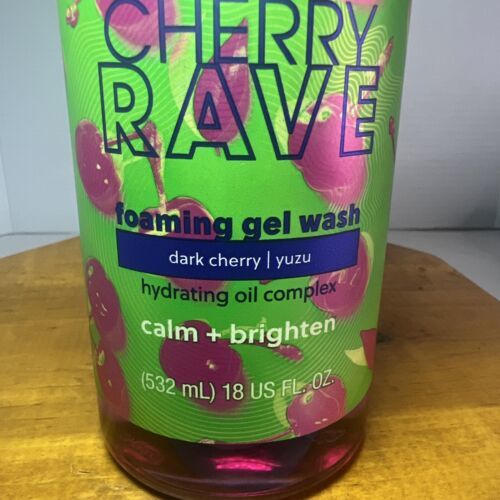 CHERRY
RAVE
foaming gel wash
dark cherry | yuzu
hydrating oil complex
calm + brighten
(532 mL) 18 US FL. OZ.